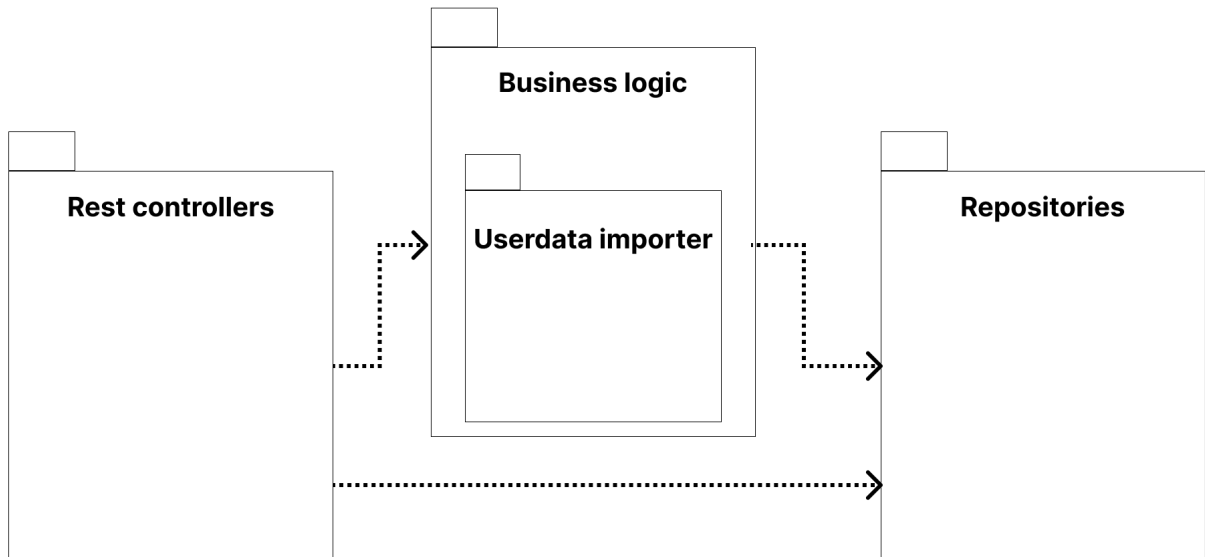 Business logic
Rest controllers
Userdata importer
Repositories